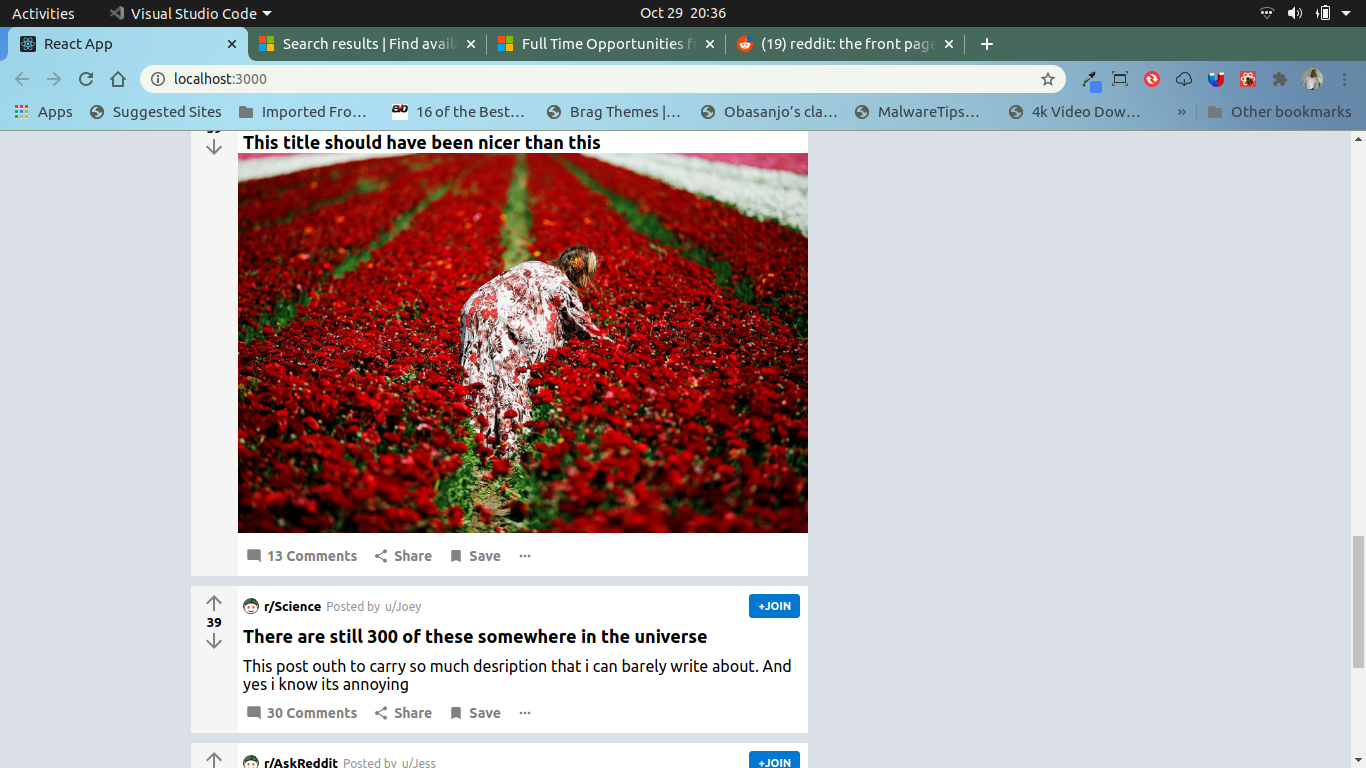 Activities Visual Studio Code Oct 29 20:36
React App Search results | Find availa Full Time Opportunities f (19) reddit: the front page
localhost:3000
Apps Suggested Sites Imported Fro… 16 of the Best… Brag Themes |… Obasanjo’s cla… MalwareTips… 4k Video Dow… » Other bookmarks
This title should have been nicer than this
13 Comments Share Save ...
r/Science Posted by u/Joey +JOIN
39
There are still 300 of these somewhere in the universe
This post outh to carry so much desription that i can barely write about. And
yes i know its annoying
30 Comments Share Save ...
r/AskReddit Posted by u/Jess +JOIN